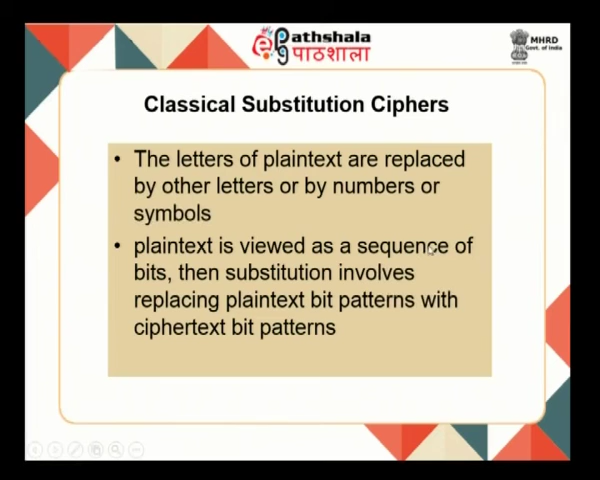 ePathshala
पाठशाला
MHRD
Govt. of India
Classical Substitution Ciphers
• The letters of plaintext are replaced
by other letters or by numbers or
symbols
• plaintext is viewed as a sequence of
bits, then substitution involves
replacing plaintext bit patterns with
ciphertext bit patterns